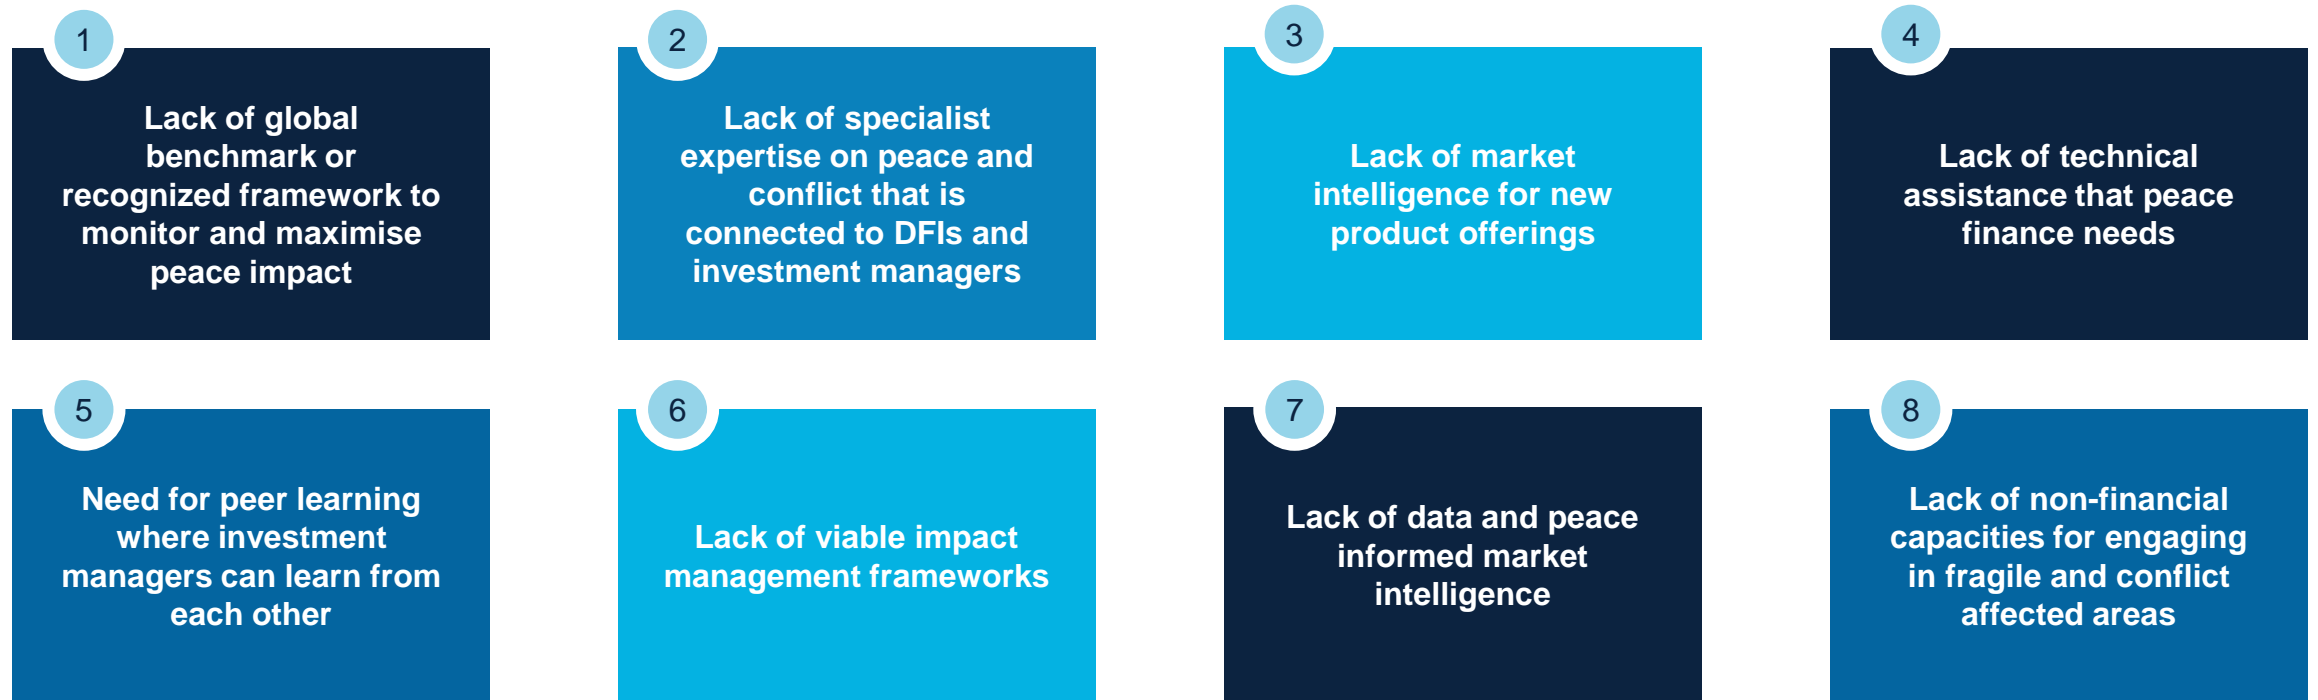 1
Lack of global
benchmark or
recognized framework to
monitor and maximise
peace impact
2
Lack of specialist
expertise on peace and
conflict that is
connected to DFIs and
investment managers
3
Lack of market
intelligence for new
product offerings
4
Lack of technical
assistance that peace
finance needs
5
Need for peer learning
where investment
managers can learn from
each other
6
Lack of viable impact
management frameworks
7
Lack of data and peace
informed market
intelligence
8
Lack of non-financial
capacities for engaging
in fragile and conflict
affected areas